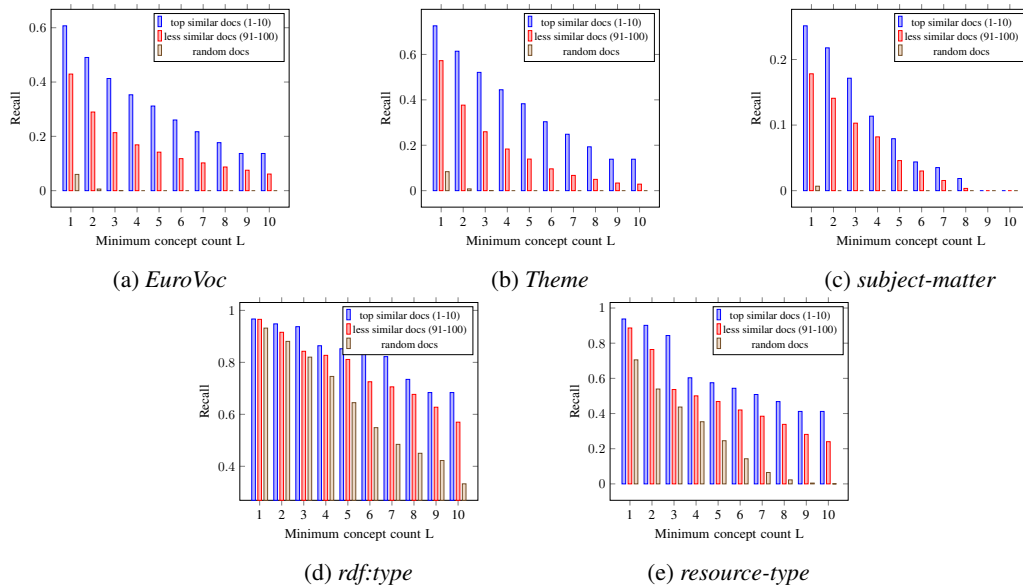 0.6
0.4
0.2
0
Recall
top similar docs (1-10)
less similar docs (91-100)
random docs
1 2 3 4 5 6 7 8 9 10
Minimum concept count L
(a) EuroVoc
0.6
0.4
0.2
0
Recall
top similar docs (1-10)
less similar docs (91-100)
random docs
1 2 3 4 5 6 7 8 9 10
Minimum concept count L
(b) Theme
0.2
0.1
0
Recall
top similar docs (1-10)
less similar docs (91-100)
random docs
1 2 3 4 5 6 7 8 9 10
Minimum concept count L
(c) subject-matter
1
0.8
0.6
0.4
Recall
top similar docs (1-10)
less similar docs (91-100)
random docs
1 2 3 4 5 6 7 8 9 10
Minimum concept count L
(d) rdf:type
1
0.8
0.6
0.4
0.2
0
Recall
top similar docs (1-10)
less similar docs (91-100)
random docs
1 2 3 4 5 6 7 8 9 10
Minimum concept count L
(e) resource-type